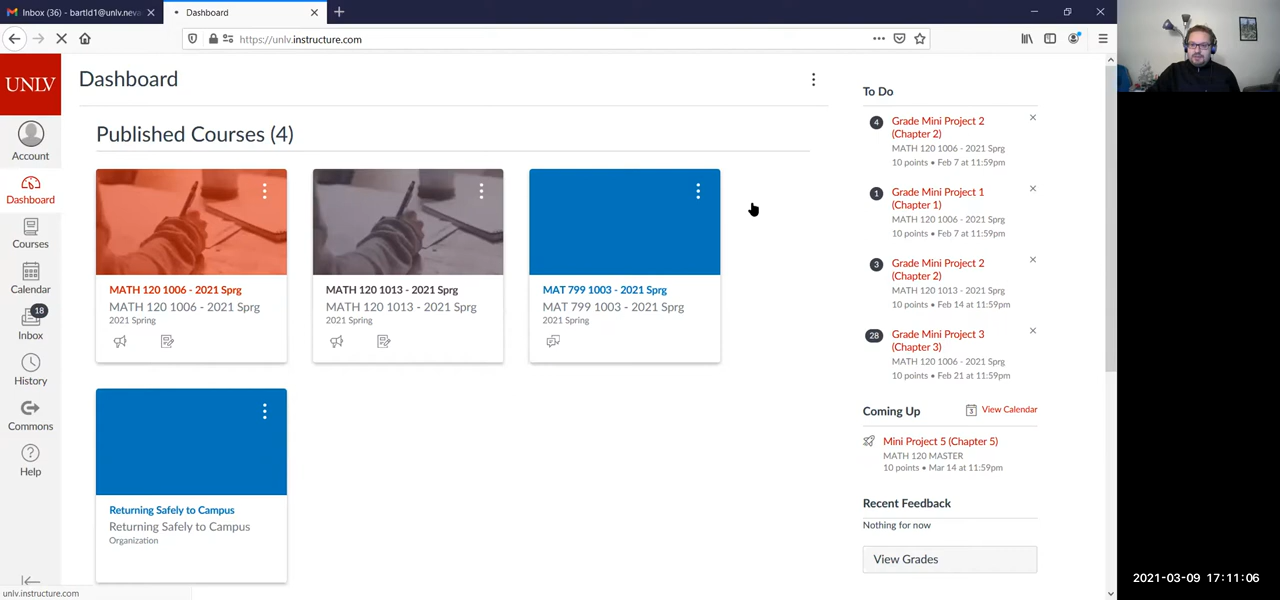 Inbox (36) - bartld1@unlv.neva
Dashboard
https://unlv.instructure.com
UNLV
Account
Dashboard
Courses
Calendar
18
Inbox
History
Commons
Help
Dashboard
Published Courses (4)
MATH 120 1006 - 2021 Sprg
MATH 120 1006 - 2021 Sprg
2021 Spring
MATH 120 1013 - 2021 Sprg
MATH 120 1013 - 2021 Sprg
2021 Spring
MAT 799 1003 - 2021 Sprg
MAT 799 1003 - 2021 Sprg
2021 Spring
Returning Safely to Campus
Returning Safely to Campus
Organization
To Do
4
Grade Mini Project 2
(Chapter 2)
MATH 120 1006 - 2021 Sprg
10 points • Feb 7 at 11:59pm
1
Grade Mini Project 1
(Chapter 1)
MATH 120 1006 - 2021 Sprg
10 points • Feb 7 at 11:59pm
3
Grade Mini Project 2
(Chapter 2)
MATH 120 1013 - 2021 Sprg
10 points • Feb 14 at 11:59pm
28
Grade Mini Project 3
(Chapter 3)
MATH 120 1006 - 2021 Sprg
10 points • Feb 21 at 11:59pm
Coming Up
3 View Calendar
Mini Project 5 (Chapter 5)
MATH 120 MASTER
10 points • Mar 14 at 11:59pm
Recent Feedback
Nothing for now
View Grades
unlv.instructure.com
2021-03-09 17:11:06